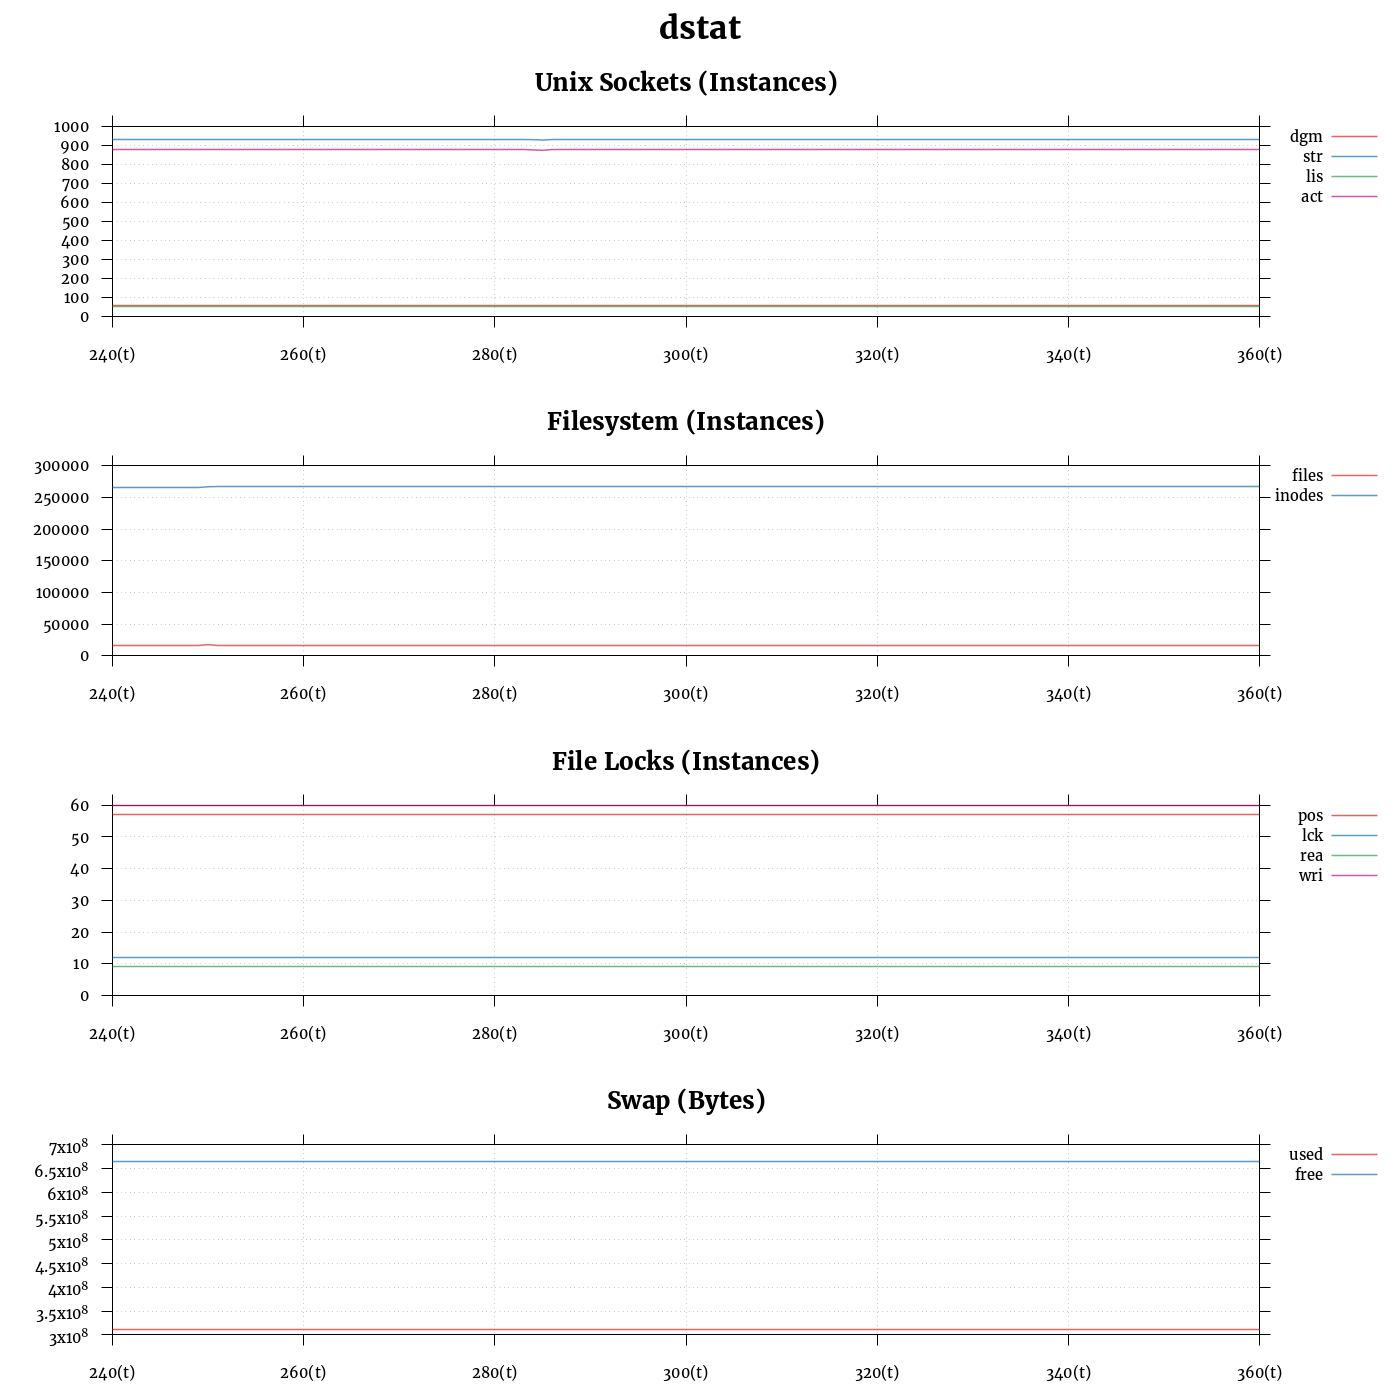 dstat
Unix Sockets (Instances)
1000
900
800
700
600
500
400
300
200
100
0
240(t) 260(t) 280(t) 300(t) 320(t) 340(t) 360(t)
dgm
str
lis
act
Filesystem (Instances)
300000
250000
200000
150000
100000
50000
0
240(t) 260(t) 280(t) 300(t) 320(t) 340(t) 360(t)
files
inodes
File Locks (Instances)
60
50
40
30
20
10
0
240(t) 260(t) 280(t) 300(t) 320(t) 340(t) 360(t)
pos
lck
rea
wri
Swap (Bytes)
7x10⁸
6.5x10⁸
6x10⁸
5.5x10⁸
5x10⁸
4.5x10⁸
4x10⁸
3.5x10⁸
3x10⁸
240(t) 260(t) 280(t) 300(t) 320(t) 340(t) 360(t)
used
free